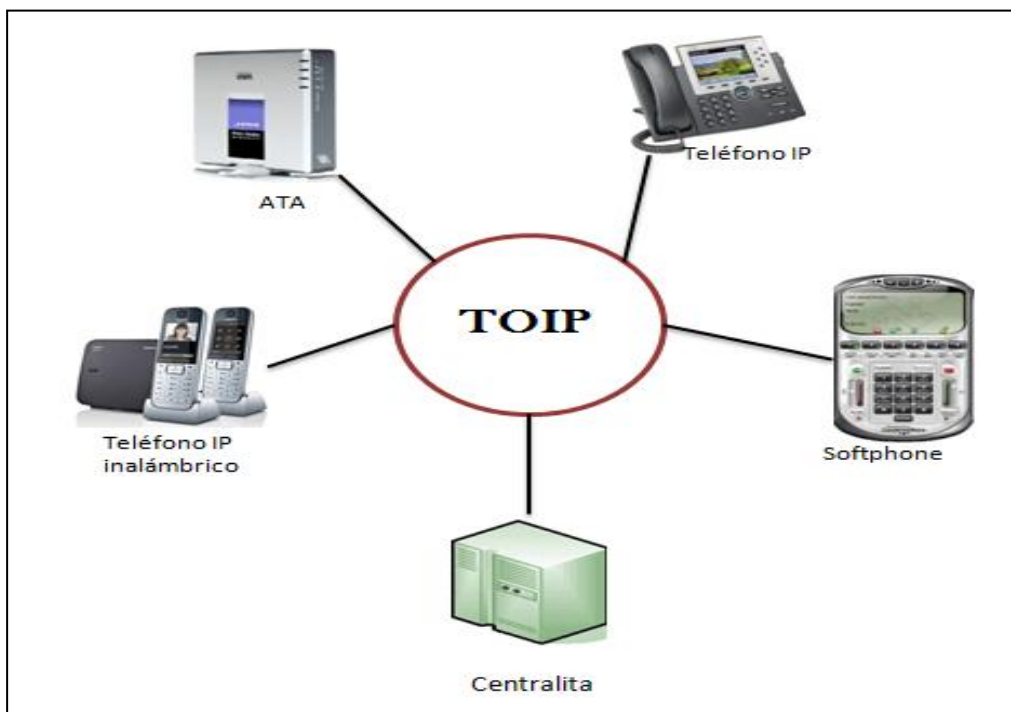 ATA
Teléfono IP
TOIP
Teléfono IP
inalámbrico
Softphone
Centralita